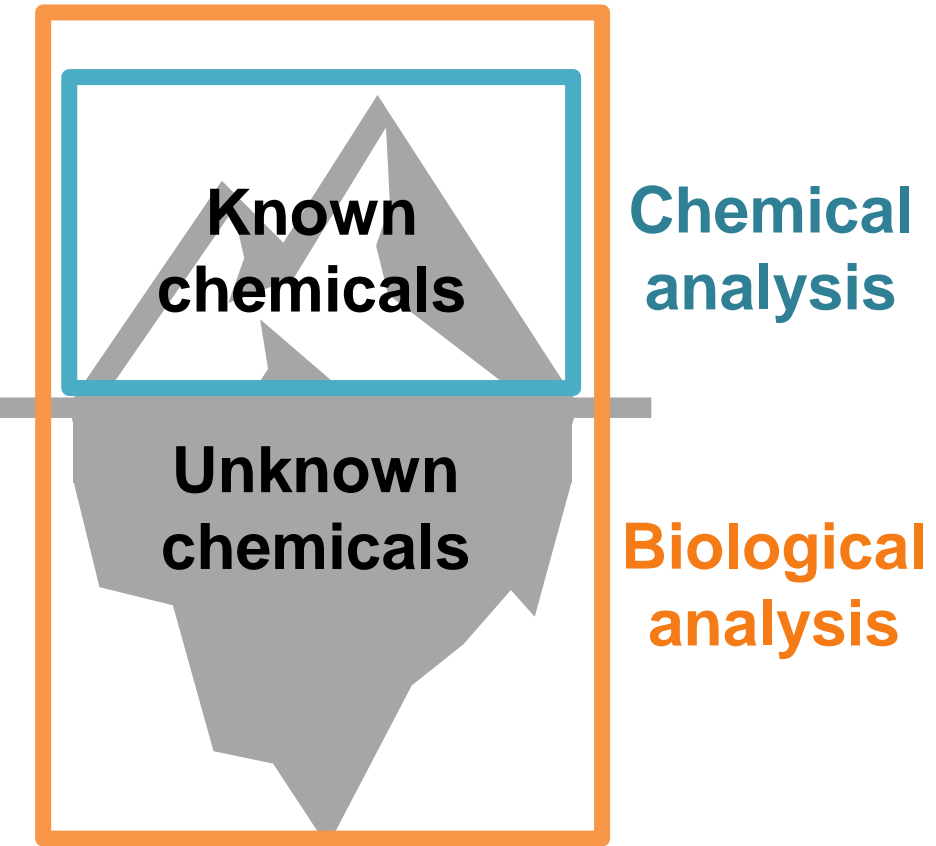 Known
chemicals
Chemical
analysis
Unknown
chemicals
Biological
analysis